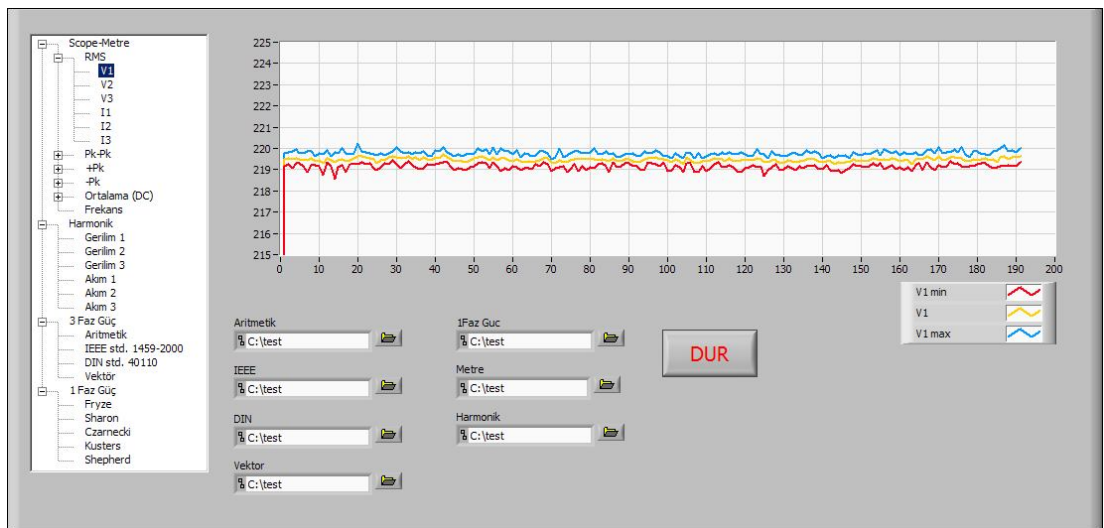 Scope-Metre
RMS
V1
V2
V3
I1
I2
I3
Pk-Pk
+Pk
-Pk
Ortalama (DC)
Frekans
Harmonik
Gerilim 1
Gerilim 2
Gerilim 3
Akım 1
Akım 2
Akım 3
3 Faz Güç
Aritmetik
IEEE std. 1459-2000
DIN std. 40110
Vektör
1 Faz Güç
Fryze
Sharon
Czarnecki
Kusters
Shepherd
225
224
223
222
221
220
219
218
217
216
215
0 10 20 30 40 50 60 70 80 90 100 110 120 130 140 150 160 170 180 190 200
V1 min
V1
V1 max
Aritmetik
C:\test
IEEE
C:\test
DIN
C:\test
Vektor
C:\test
1Faz Guc
C:\test
Metre
C:\test
Harmonik
C:\test
DUR